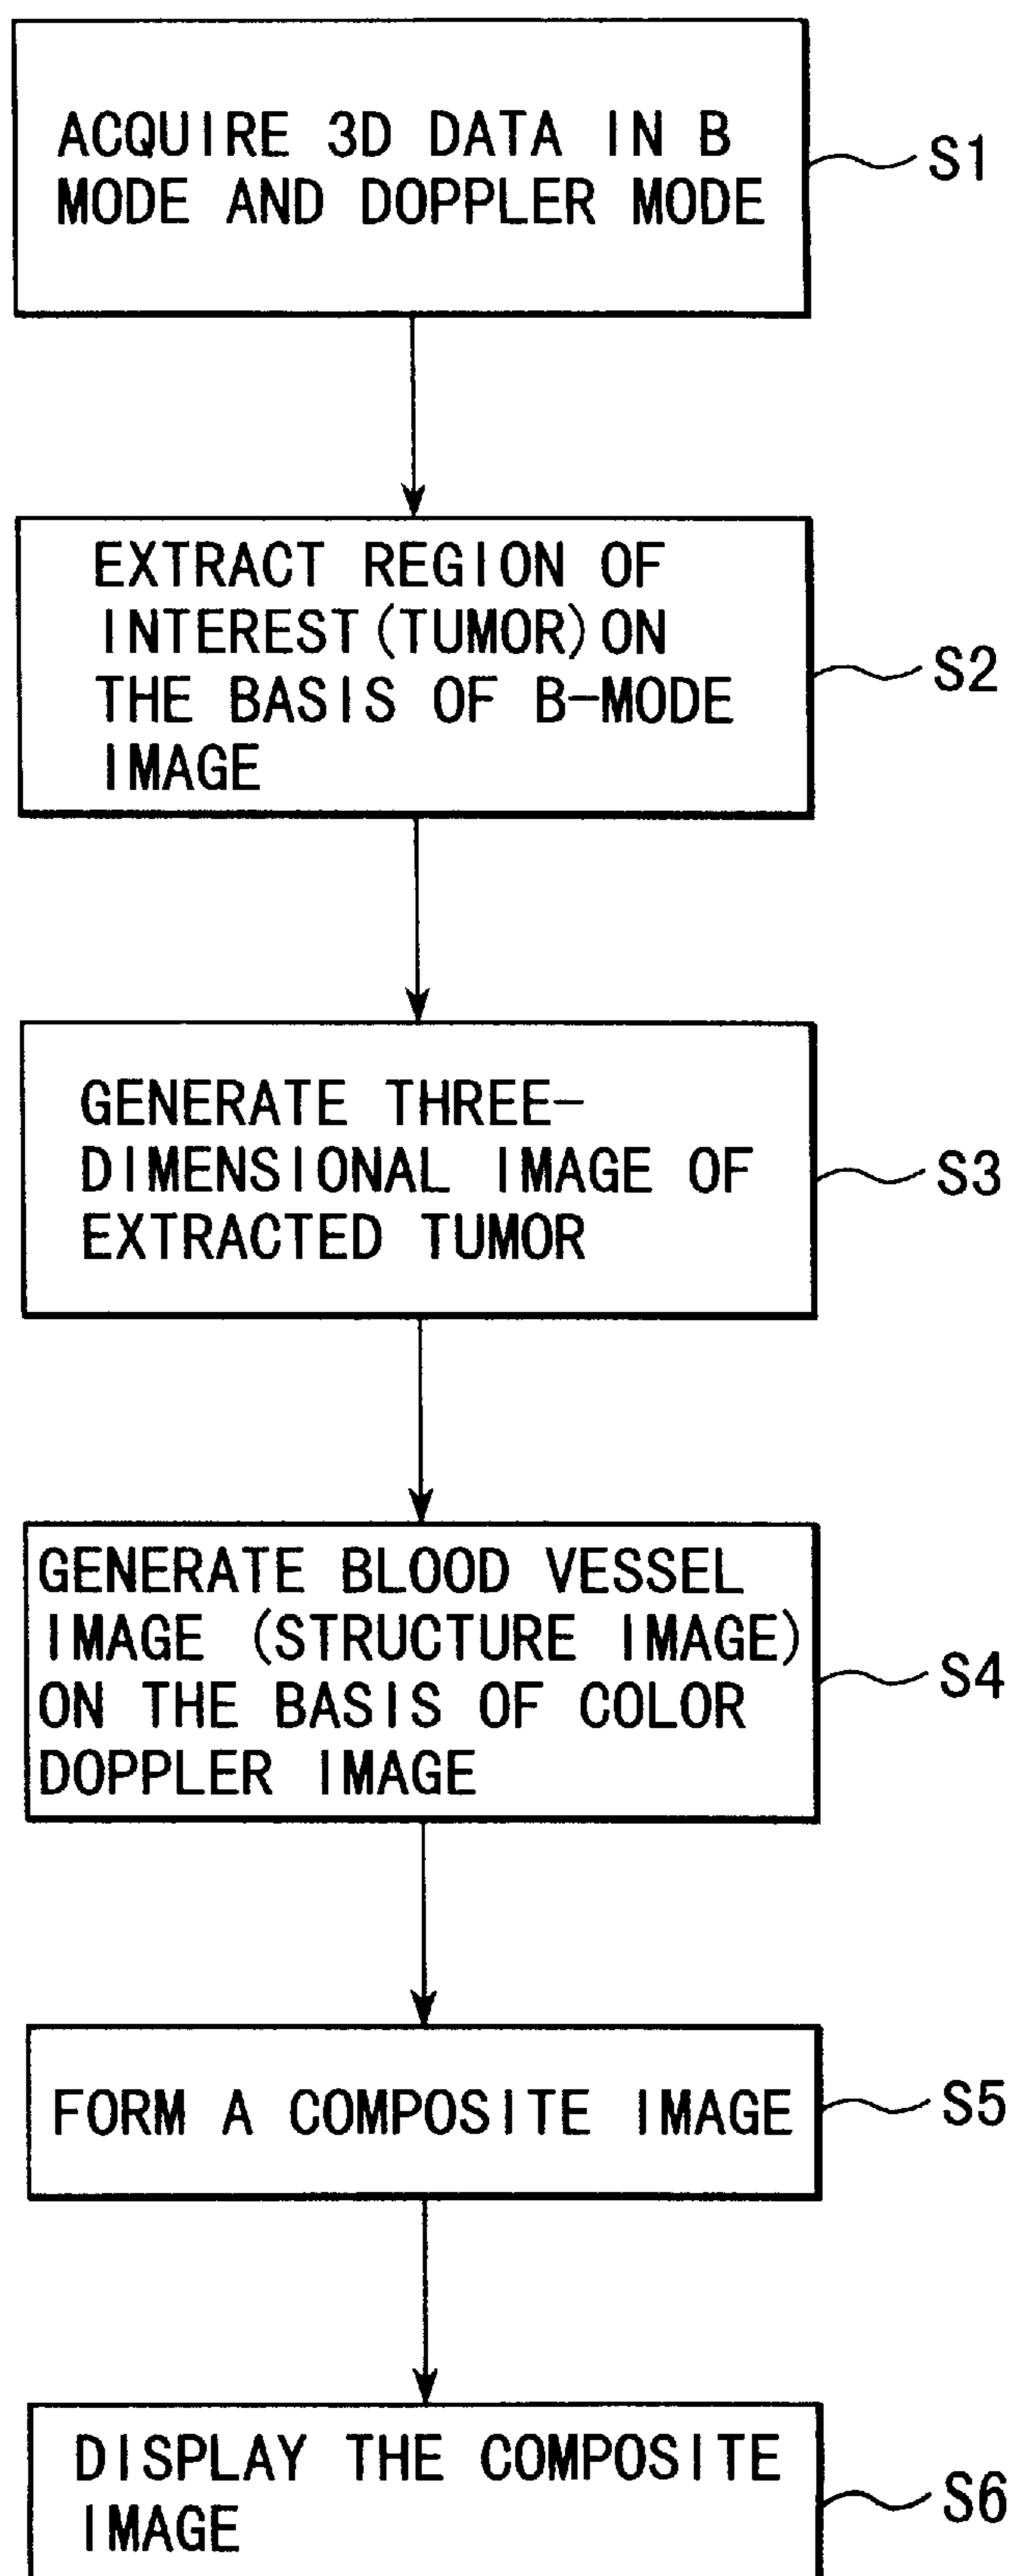 ACQUIRE 3D DATA IN B
MODE AND DOPPLER MODE
S1
EXTRACT REGION OF
INTEREST (TUMOR) ON
THE BASIS OF B-MODE
IMAGE
S2
GENERATE THREE-
DIMENSIONAL IMAGE OF
EXTRACTED TUMOR
S3
GENERATE BLOOD VESSEL
IMAGE (STRUCTURE IMAGE)
ON THE BASIS OF COLOR
DOPPLER IMAGE
S4
FORM A COMPOSITE IMAGE
S5
DISPLAY THE COMPOSITE
IMAGE
S6